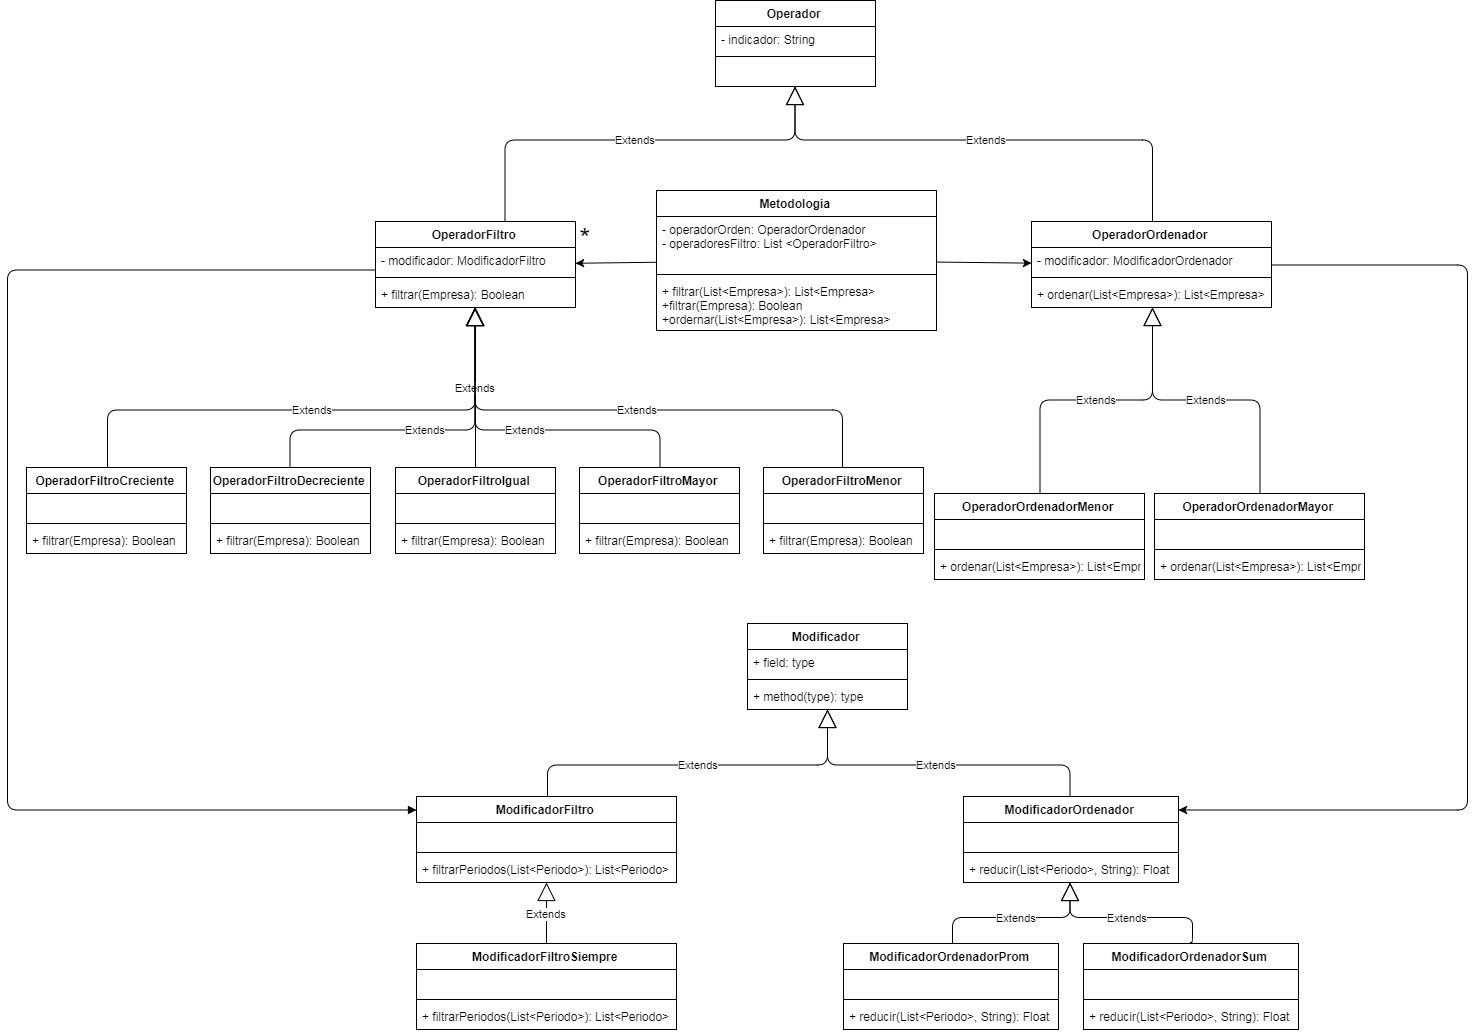 Operador
- indicador: String
Extends
Extends
Metodologia
- operadorOrden: OperadorOrdenador
- operadoresFiltro: List <OperadorFiltro>
+ filtrar(List<Empresa>): List<Empresa>
+filtrar(Empresa): Boolean
+ordernar(List<Empresa>): List<Empresa>
OperadorFiltro
*
- modificador: ModificadorFiltro
+ filtrar(Empresa): Boolean
OperadorOrdenador
- modificador: ModificadorOrdenador
+ ordenar(List<Empresa>): List<Empresa>
Extends
Extends
Extends
Extends
Extends
Extends
Extends
OperadorFiltroCreciente
+ filtrar(Empresa): Boolean
OperadorFiltroDecreciente
+ filtrar(Empresa): Boolean
OperadorFiltroIgual
+ filtrar(Empresa): Boolean
OperadorFiltroMayor
+ filtrar(Empresa): Boolean
OperadorFiltroMenor
+ filtrar(Empresa): Boolean
OperadorOrdenadorMenor
+ ordenar(List<Empresa>): List<Empr
OperadorOrdenadorMayor
+ ordenar(List<Empresa>): List<Empr
Modificador
+ field: type
+ method(type): type
Extends
Extends
ModificadorFiltro
+ filtrarPeriodos(List<Periodo>): List<Periodo>
ModificadorOrdenador
+ reducir(List<Periodo>, String): Float
Extends
Extends
Extends
ModificadorFiltroSiempre
+ filtrarPeriodos(List<Periodo>): List<Periodo>
ModificadorOrdenadorProm
+ reducir(List<Periodo>, String): Float
ModificadorOrdenadorSum
+ reducir(List<Periodo>, String): Float